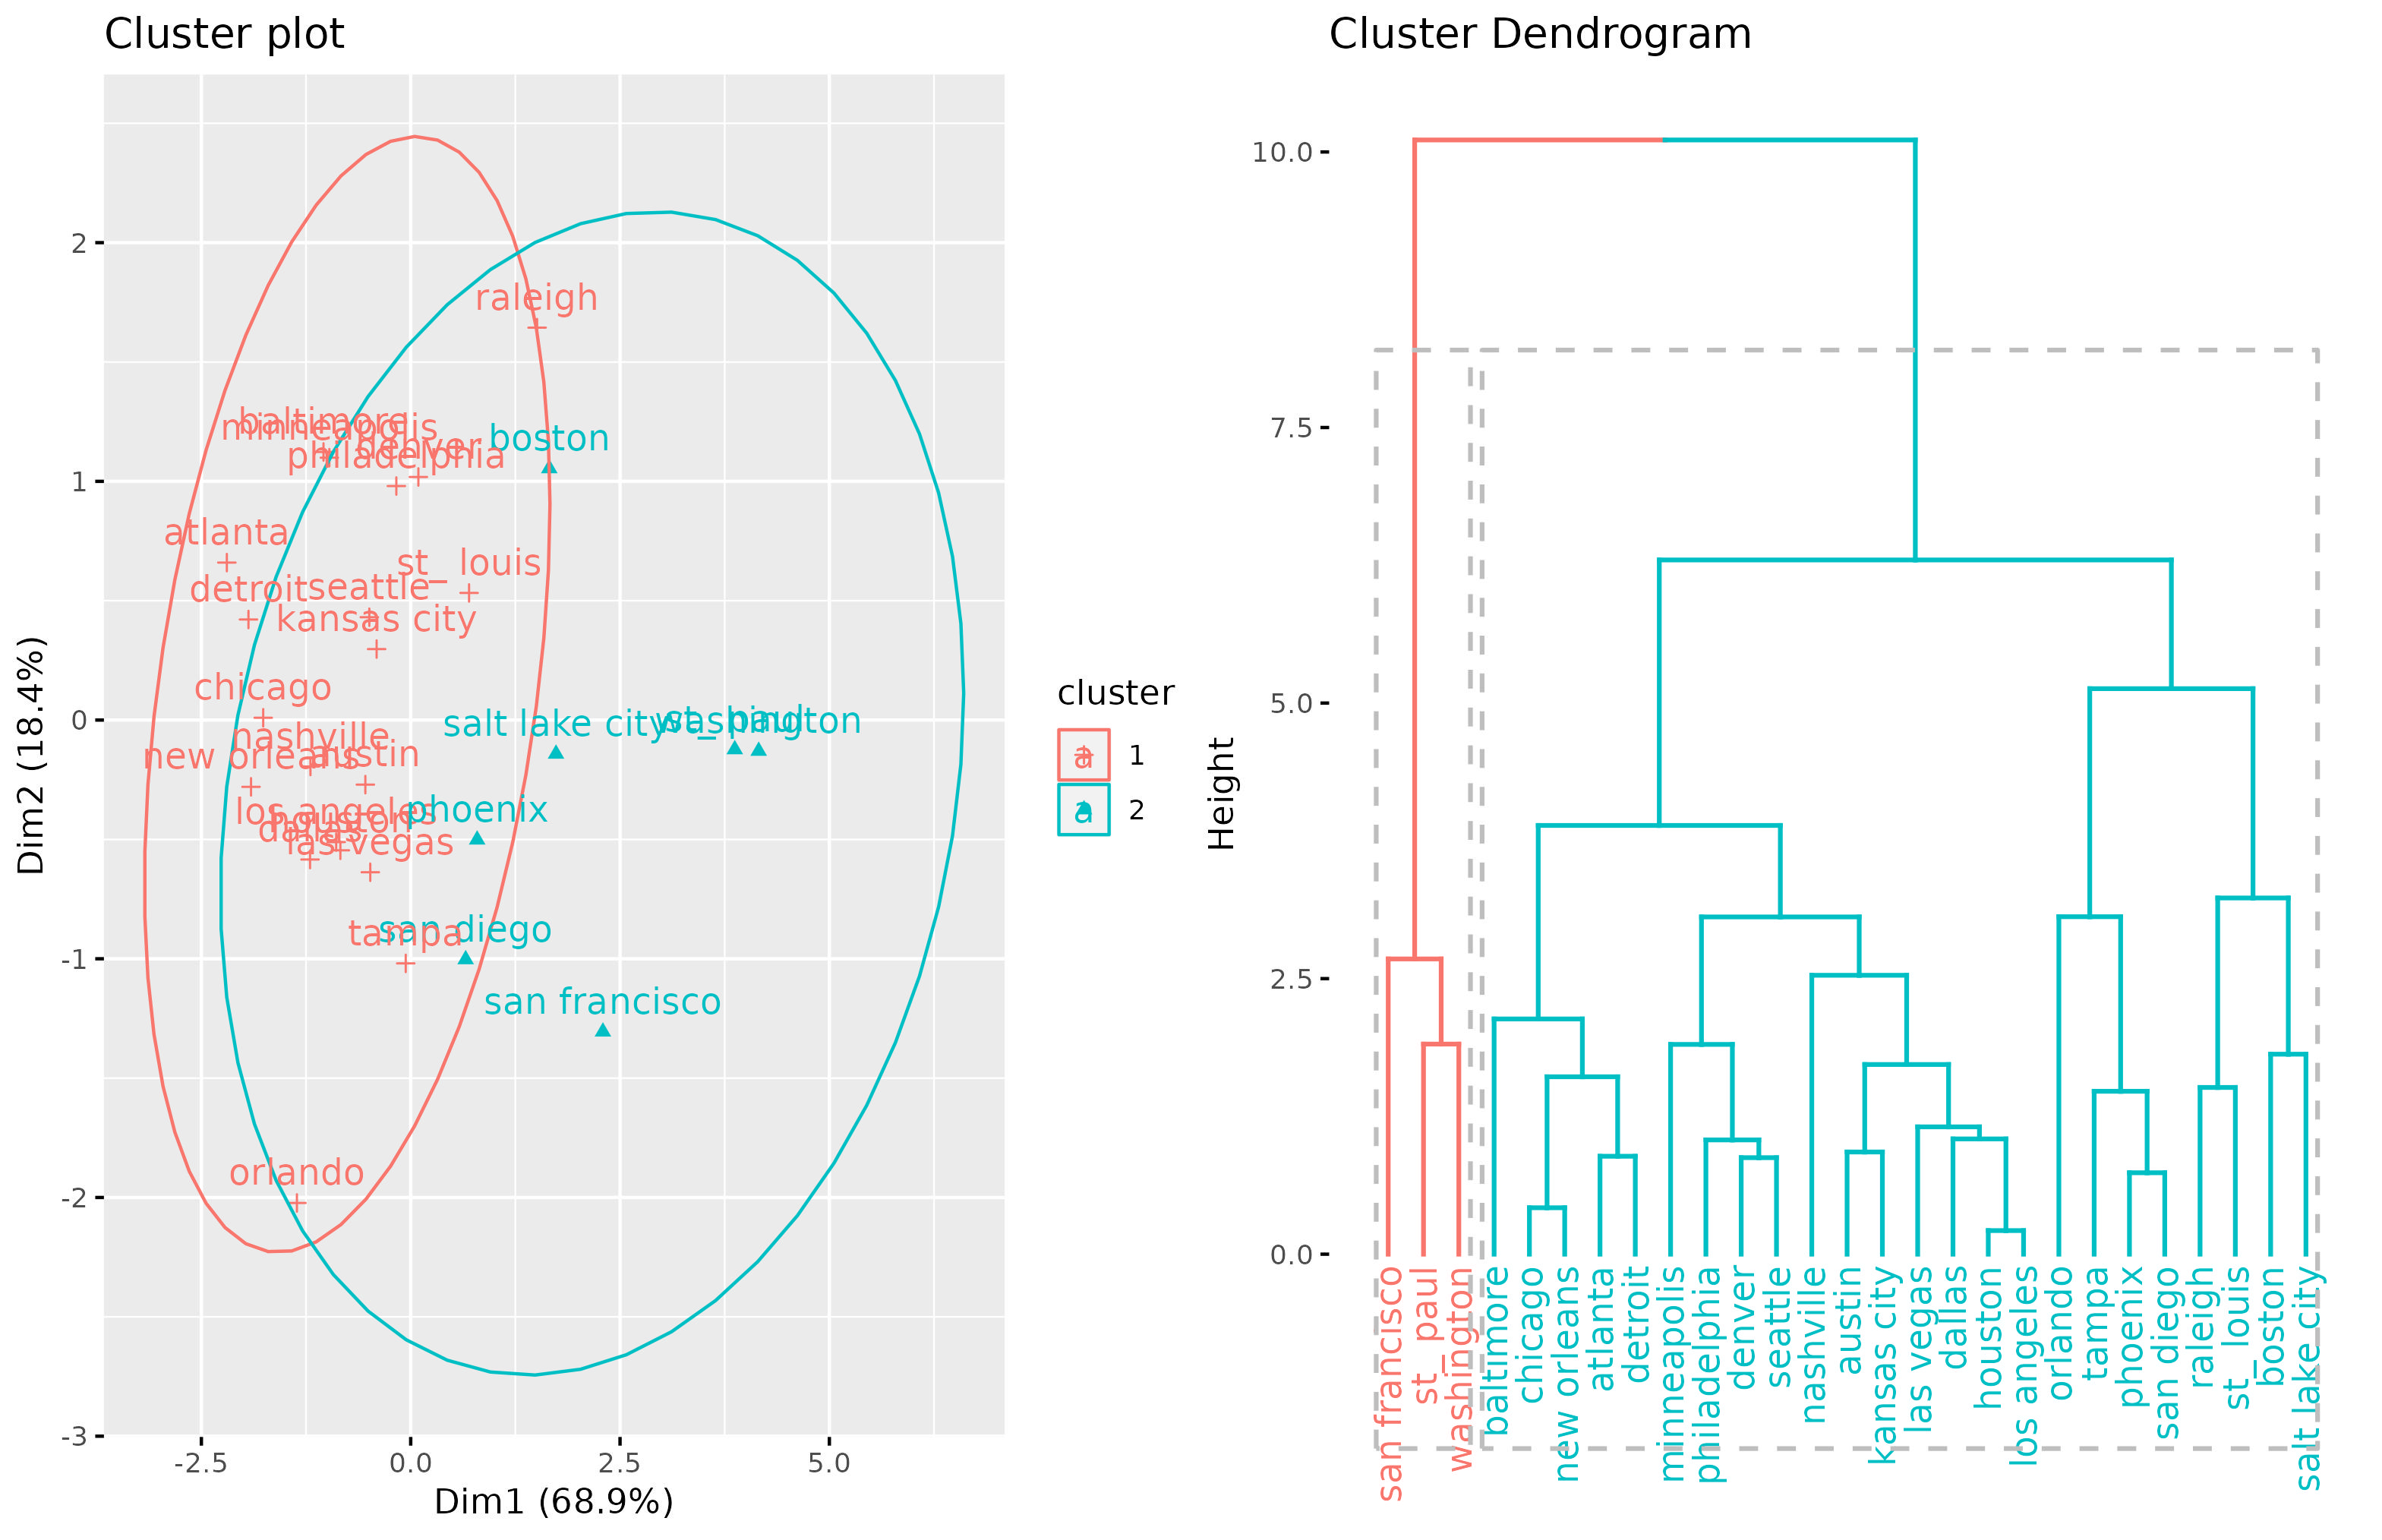 Cluster plot
raleigh
baltimore
minneapolis
boston
denver
philadelphia
atlanta
st_louis
detroit
seattle
kansas city
chicago
salt lake city
washington
st_paul
nashville
new orleans
austin
los angeles
phoenix
houston
dallas
las vegas
san diego
tampa
san francisco
orlando
2
1
0
-1
-2
-3
-2.5 0.0 2.5 5.0
Dim1 (68.9%)
Dim2 (18.4%)
cluster
a 1
a 2
Cluster Dendrogram
Height
10.0
7.5
5.0
2.5
0.0
san francisco
st_paul
washington
baltimore
chicago
new orleans
atlanta
detroit
minneapolis
philadelphia
denver
seattle
nashville
austin
kansas city
las vegas
dallas
houston
los angeles
orlando
tampa
phoenix
san diego
raleigh
st_louis
boston
salt lake city